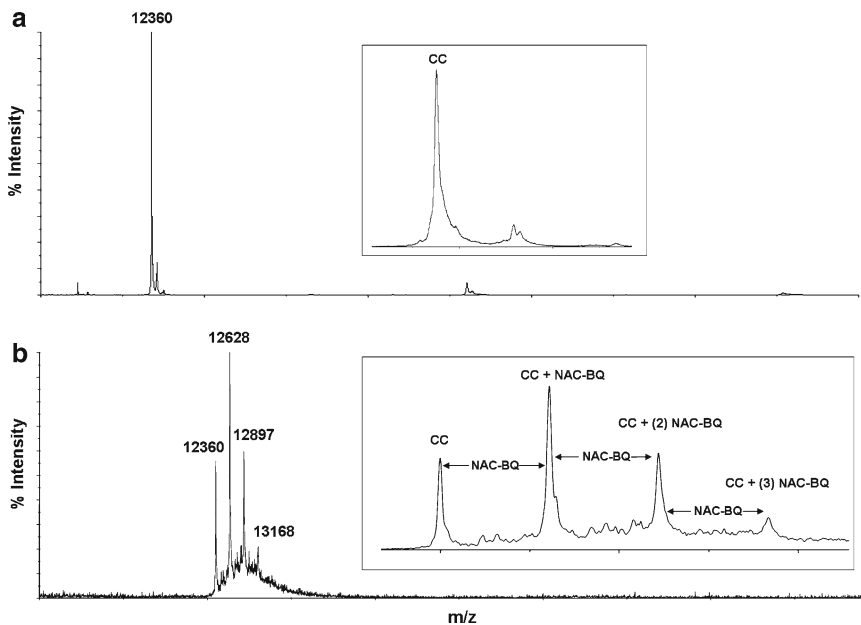 a
12360
CC
% Intensity
b
12628
12360
12897
13168
CC + NAC-BQ
CC + (2) NAC-BQ
CC
NAC-BQ
NAC-BQ
CC + (3) NAC-BQ
NAC-BQ
% Intensity
m/z